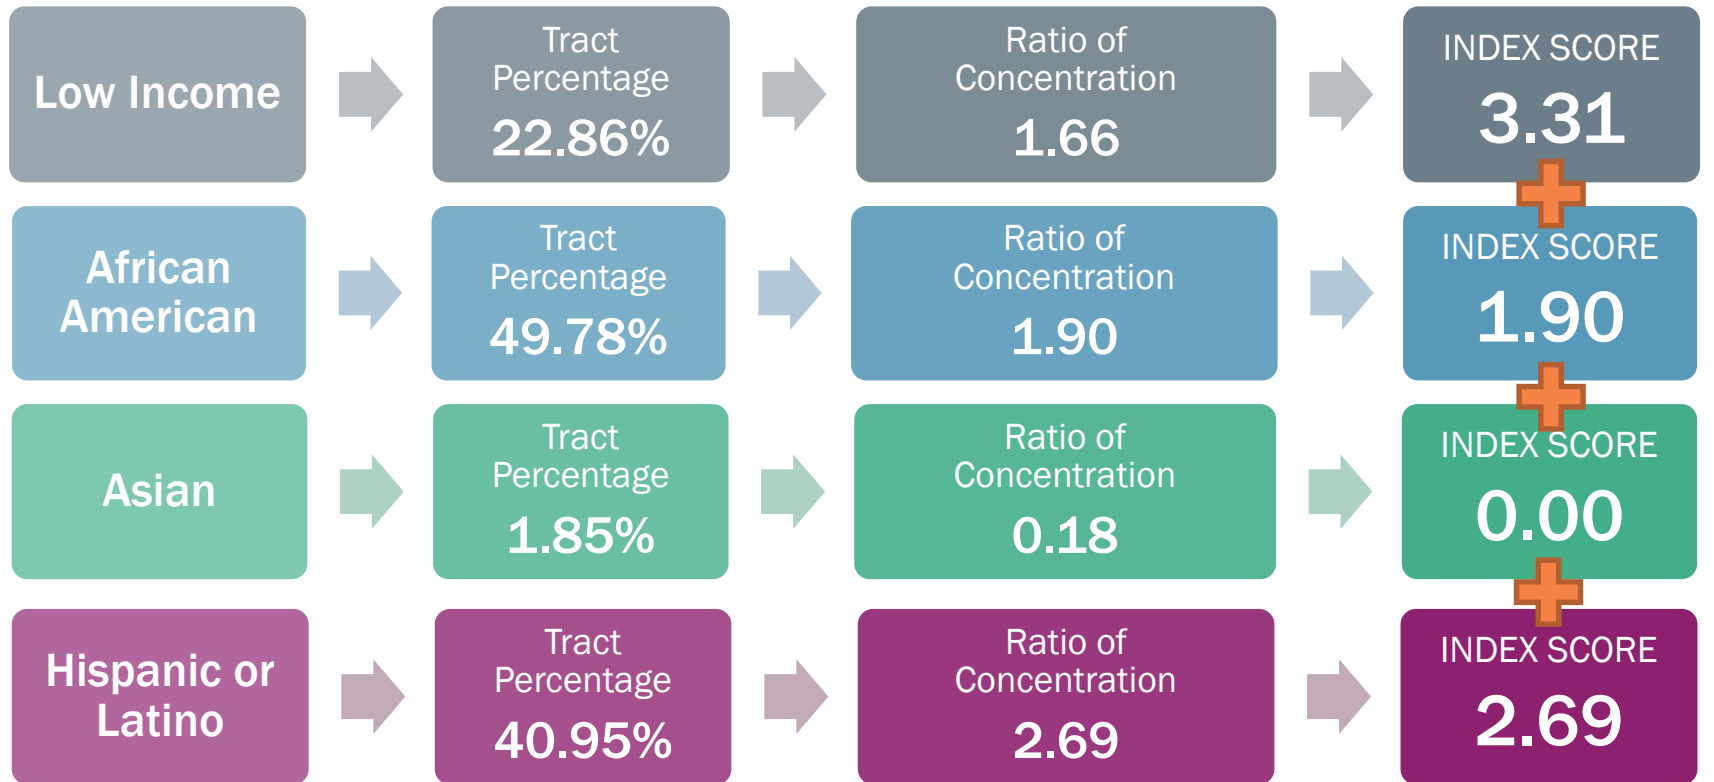 Low Income
Tract
Percentage
22.86%
Ratio of
Concentration
1.66
INDEX SCORE
3.31
African
American
Tract
Percentage
49.78%
Ratio of
Concentration
1.90
INDEX SCORE
1.90
Asian
Tract
Percentage
1.85%
Ratio of
Concentration
0.18
INDEX SCORE
0.00
Hispanic or
Latino
Tract
Percentage
40.95%
Ratio of
Concentration
2.69
INDEX SCORE
2.69